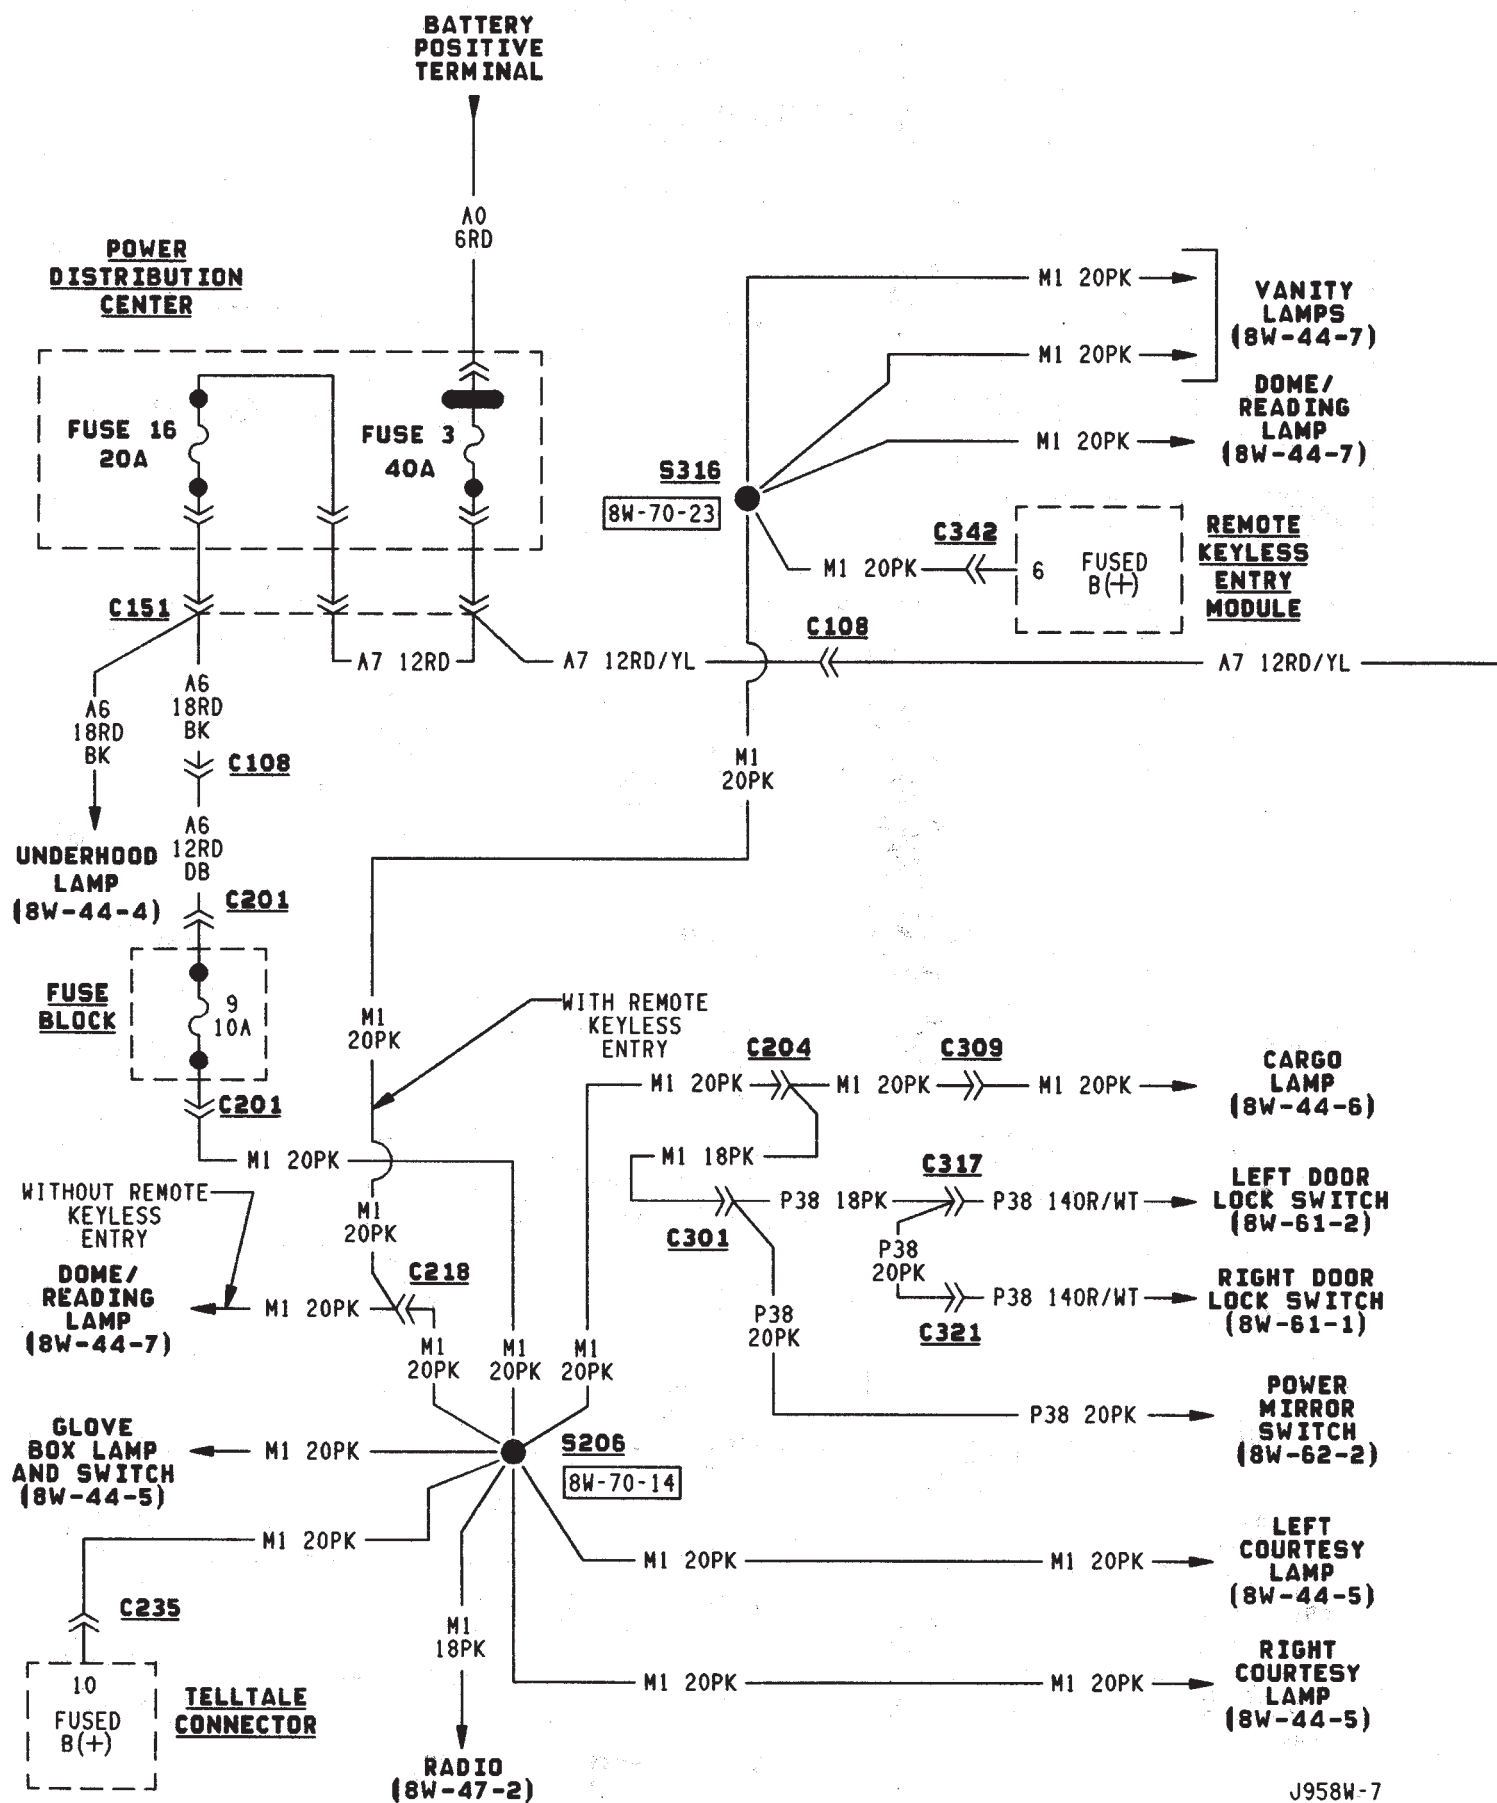 BATTERY
POSITIVE
TERMINAL
A0
6RD
POWER
DISTRIBUTION
CENTER
FUSE 16
20A
FUSE 3
40A
M1 20PK
VANITY
LAMPS
(8W-44-7)
M1 20PK
DOME/
READING
LAMP
(8W-44-7)
M1 20PK
S316
8W-70-23
C342
M1 20PK
6
FUSED
B(+)
REMOTE
KEYLESS
ENTRY
MODULE
C151
C108
A7 12RD
A7 12RD/YL
A7 12RD/YL
A6
18RD
BK
A6
18RD
BK
C108
M1
20PK
A6
12RD
DB
UNDERHOOD
LAMP
(8W-44-4)
C201
FUSE
BLOCK
9
10A
C201
M1
20PK
WITH REMOTE
KEYLESS
ENTRY
C204
C309
M1 20PK
M1 20PK
M1 20PK
CARGO
LAMP
(8W-44-6)
M1 20PK
M1 18PK
C317
WITHOUT REMOTE
KEYLESS
ENTRY
M1
20PK
P38 18PK
P38 14OR/WT
LEFT DOOR
LOCK SWITCH
(8W-61-2)
C301
P38
20PK
DOME/
READING
LAMP
(8W-44-7)
M1 20PK
C218
P38 14OR/WT
RIGHT DOOR
LOCK SWITCH
(8W-61-1)
C321
P38
20PK
M1
20PK
M1
20PK
M1
20PK
P38 20PK
POWER
MIRROR
SWITCH
(8W-62-2)
GLOVE
BOX LAMP
AND SWITCH
(8W-44-5)
M1 20PK
S206
8W-70-14
M1 20PK
M1 20PK
M1 20PK
LEFT
COURTESY
LAMP
(8W-44-5)
C235
M1
18PK
M1 20PK
M1 20PK
RIGHT
COURTESY
LAMP
(8W-44-5)
10
FUSED
B(+)
TELLTALE
CONNECTOR
RADIO
(8W-47-2)
J958W-7